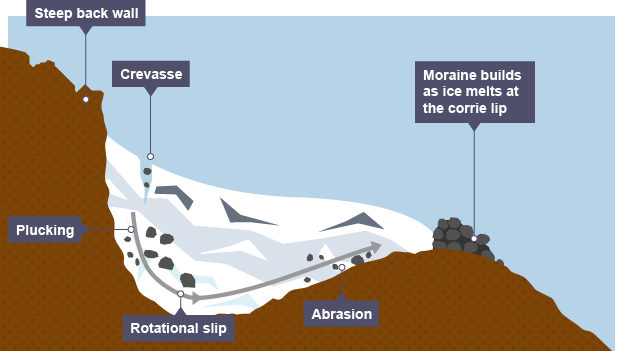 Steep back wall
Crevasse
Moraine builds
as ice melts at
the corrie lip
Plucking
Rotational slip
Abrasion